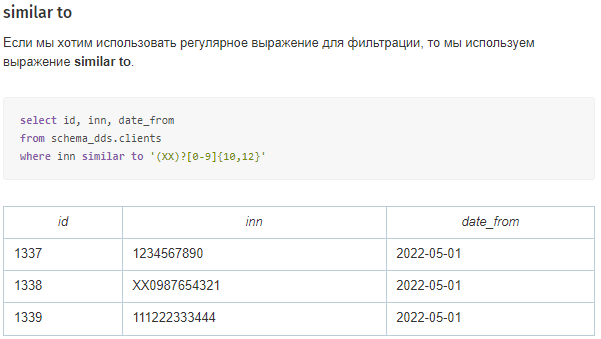 similar to
Если мы хотим использовать регулярное выражение для фильтрации, то мы используем
выражение similar to.
select id, inn, date_from
from schema_dds.clients
where inn similar to '(XX)?[0-9]{10,12}'
id inn date_from
1337 1234567890 2022-05-01
1338 XX0987654321 2022-05-01
1339 111222333444 2022-05-01